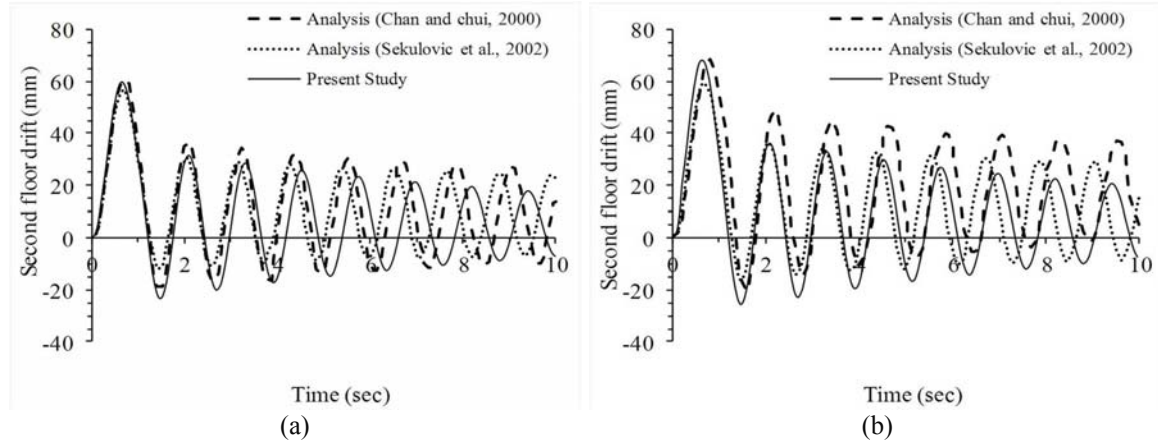 80
60
40
20
0
-20
-40
Second floor drift (mm)
Analysis (Chan and chui, 2000)
Analysis (Sekulovic et al., 2002)
Present Study
0
2
4
6
8
10
Time (sec)
(a)
80
60
40
20
0
-20
-40
Second floor drift (mm)
Analysis (Chan and chui, 2000)
Analysis (Sekulovic et al., 2002)
Present Study
0
2
4
6
8
10
Time (sec)
(b)